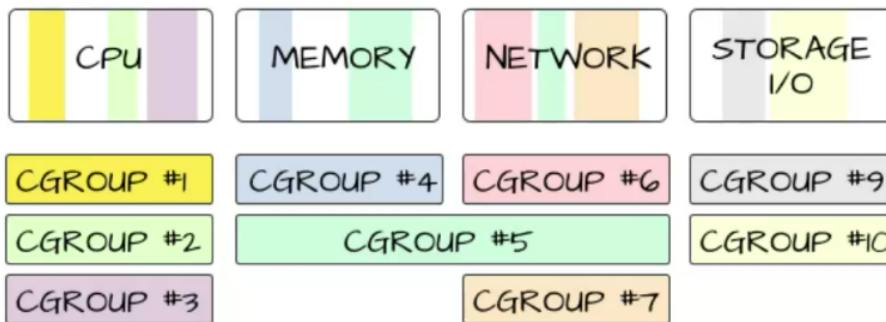 CPU
MEMORY
NETWORK
STORAGE
I/O
CGROUP #1
CGROUP #4
CGROUP #6
CGROUP #9
CGROUP #2
CGROUP #5
CGROUP #10
CGROUP #3
CGROUP #7